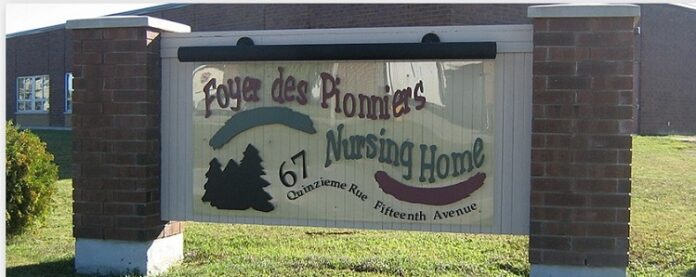 Foyer des Pionniers
Nursing Home
67
Quinzieme Rue Fifteenth Avenue